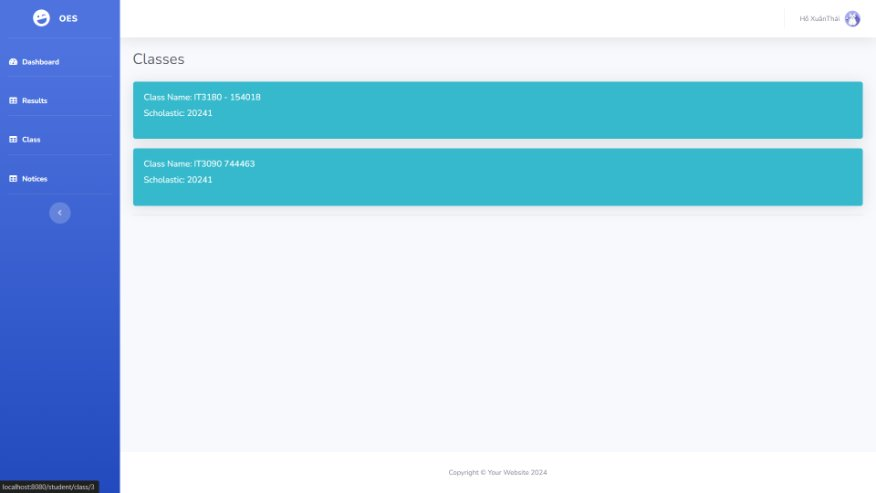 OES
Hồ XuânThái
Dashboard
Results
Class
Notices
Classes
Class Name: IT3180 - 154018
Scholastic: 20241
Class Name: IT3090 744463
Scholastic: 20241
Copyright © Your Website 2024
localhost:8080/student/class/3